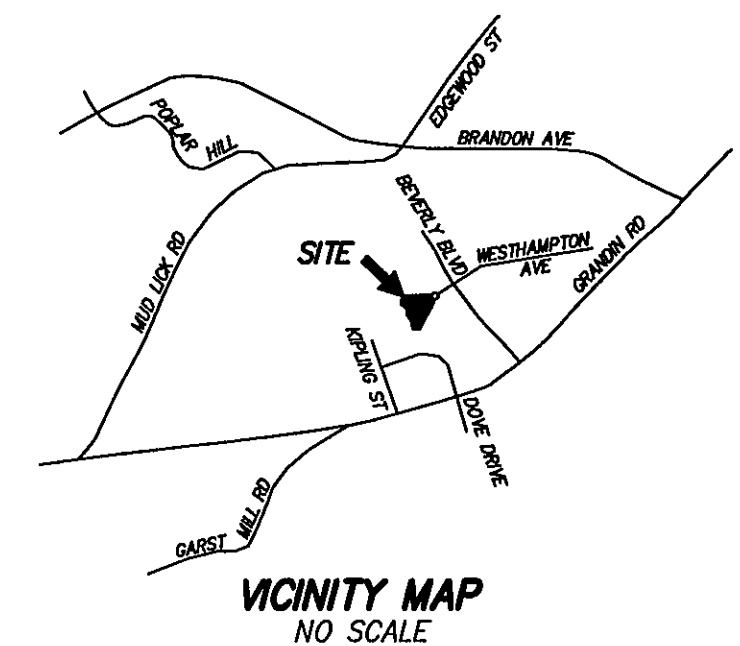 EDGEWOOD ST
POPLAR
HILL
BRANDON AVE
BEVERLY BLVD
WESTHAMPTON
AVE
GRANDIN RD
SITE
MUD LICK RD
KIPLING ST
DOVE DRIVE
GARST
MILL RD
VICINITY MAP
NO SCALE